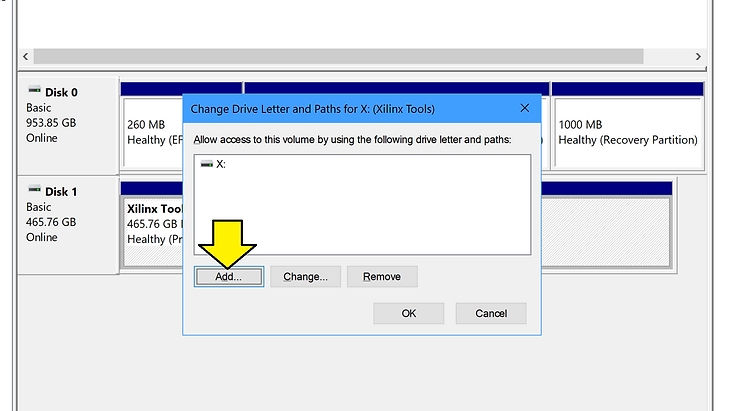 Disk 0
Basic
953.85 GB
Online
260 MB
Healthy (EF
1000 MB
Healthy (Recovery Partition)
Change Drive Letter and Paths for X: (Xilinx Tools)
Allow access to this volume by using the following drive letter and paths:
X:
Add...
Change...
Remove
OK
Cancel
Disk 1
Basic
465.76 GB
Online
Xilinx Tool
465.76 GB
Healthy (Pr